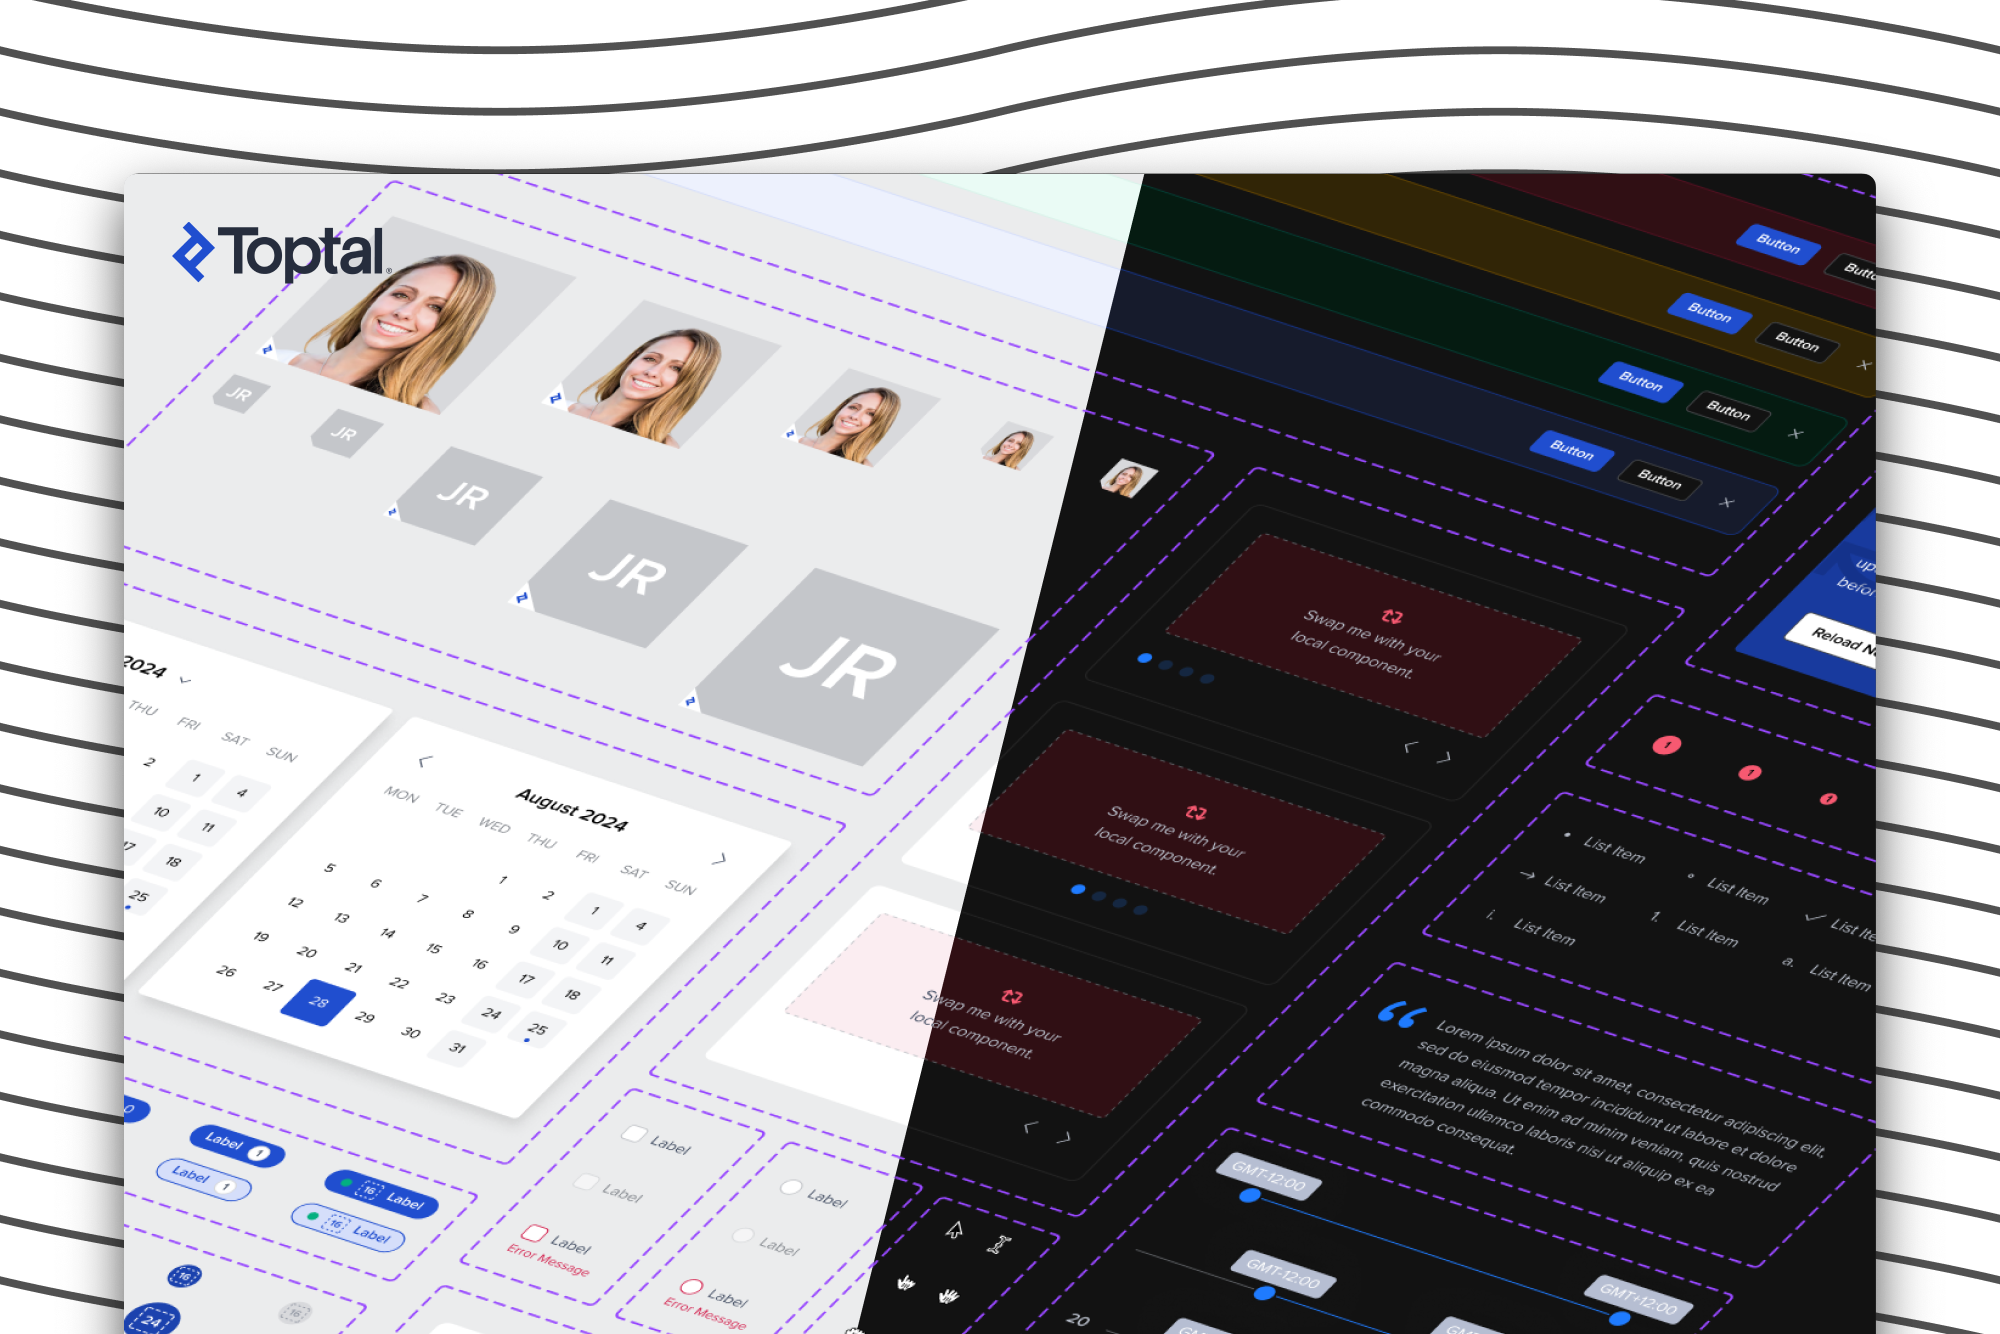 Toptal
Button
Button
Button
Button
Button
Button
Button
JR
JR
JR
JR
JR
Swap me with your
local component.
Reload
2024
THU FRI SAT SUN
2 1 4
10 11
17 18
25
August 2024
MON TUE WED THU FRI SAT SUN
1 2 1 4
5 6 7 8 9 10 11
12 13 14 15 16 17 18
19 20 21 22 23 24 25
26 27 28 29 30 31
Swap me with your
local component.
Swap me with your
local component.
1
1
1
List Item
List Item
List Item
List Item
List
List Item
i. List Item
1. List Item
a. List Item
Lorem ipsum dolor sit amet, consectetur adipiscing elit,
sed do eiusmod tempor incididunt ut labore et dolore
magna aliqua. Ut enim ad minim veniam, quis nostrud
exercitation ullamco laboris nisi ut aliquip ex ea
commodo consequat.
Label 1
Label 1
16 Label
16 Label
16
16
24
Label
Label
Label
Error Message
Label
Label
Label
Error Message
GMT-12:00
GMT-12:00
GMT+12:00
20